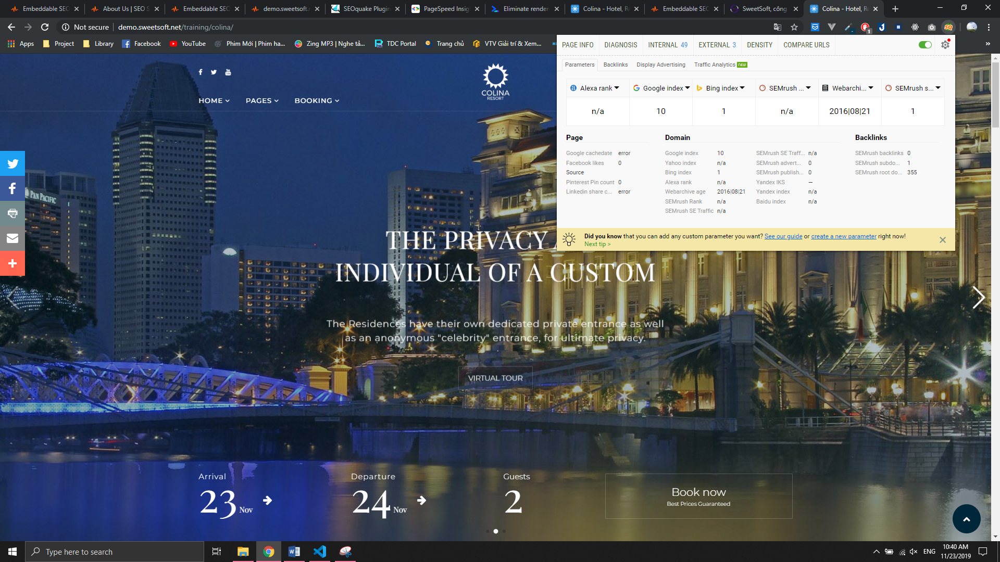 Embeddable SEO
About Us | SEO S
Embeddable SEO
demo.sweetsoft.n
SEOquake Plugin
PageSpeed Insig
Eliminate render
Colina - Hotel, R
Embeddable SEO
SweetSoft, công
Colina - Hotel, R
Not secure
demo.sweetsoft.net/training/colina/
Apps
Project
Library
Facebook
YouTube
Phim Mới | Phim ha...
Zing MP3 | Nghe tả...
TDC Portal
Trang chủ
VTV Giải trí & Xem...
»
PAGE INFO
DIAGNOSIS
INTERNAL 49
EXTERNAL 3
DENSITY
COMPARE URLS
Parameters
Backlinks
Display Advertising
Traffic Analytics NEW
Alexa rank
Google index
Bing index
SEMrush ...
Webarchi...
SEMrush s...
n/a
10
1
n/a
2016|08|21
1
Page
Google cachedate error
Facebook likes 0
Source
Pinterest Pin count 0
Linkedin share c... error
Domain
Google index 10
Yahoo index n/a
Bing index 1
Alexa rank n/a
Webarchive age 2016|08|21
SEMrush Rank n/a
SEMrush SE Traffic n/a
SEMrush SE Traff... n/a
SEMrush advert... 0
SEMrush publish... 0
Yandex IKS —
Yandex index n/a
Baidu index n/a
Backlinks
SEMrush backlinks 0
SEMrush subdo... 1
SEMrush root do... 355
Did you know that you can add any custom parameter you want? See our guide or create a new parameter right now!
Next tip >
COLINA
RESORT
HOME
PAGES
BOOKING
PAN PACIFIC
THE PRIVACY A
INDIVIDUAL OF A CUSTOM
The Residences have their own dedicated private entrance as well
as an anonymous "celebrity" entrance, for ultimate privacy.
VIRTUAL TOUR
Arrival
23 Nov
Departure
24 Nov
Guests
2
Book now
Best Prices Guaranteed
Type here to search
ENG
10:40 AM
11/23/2019